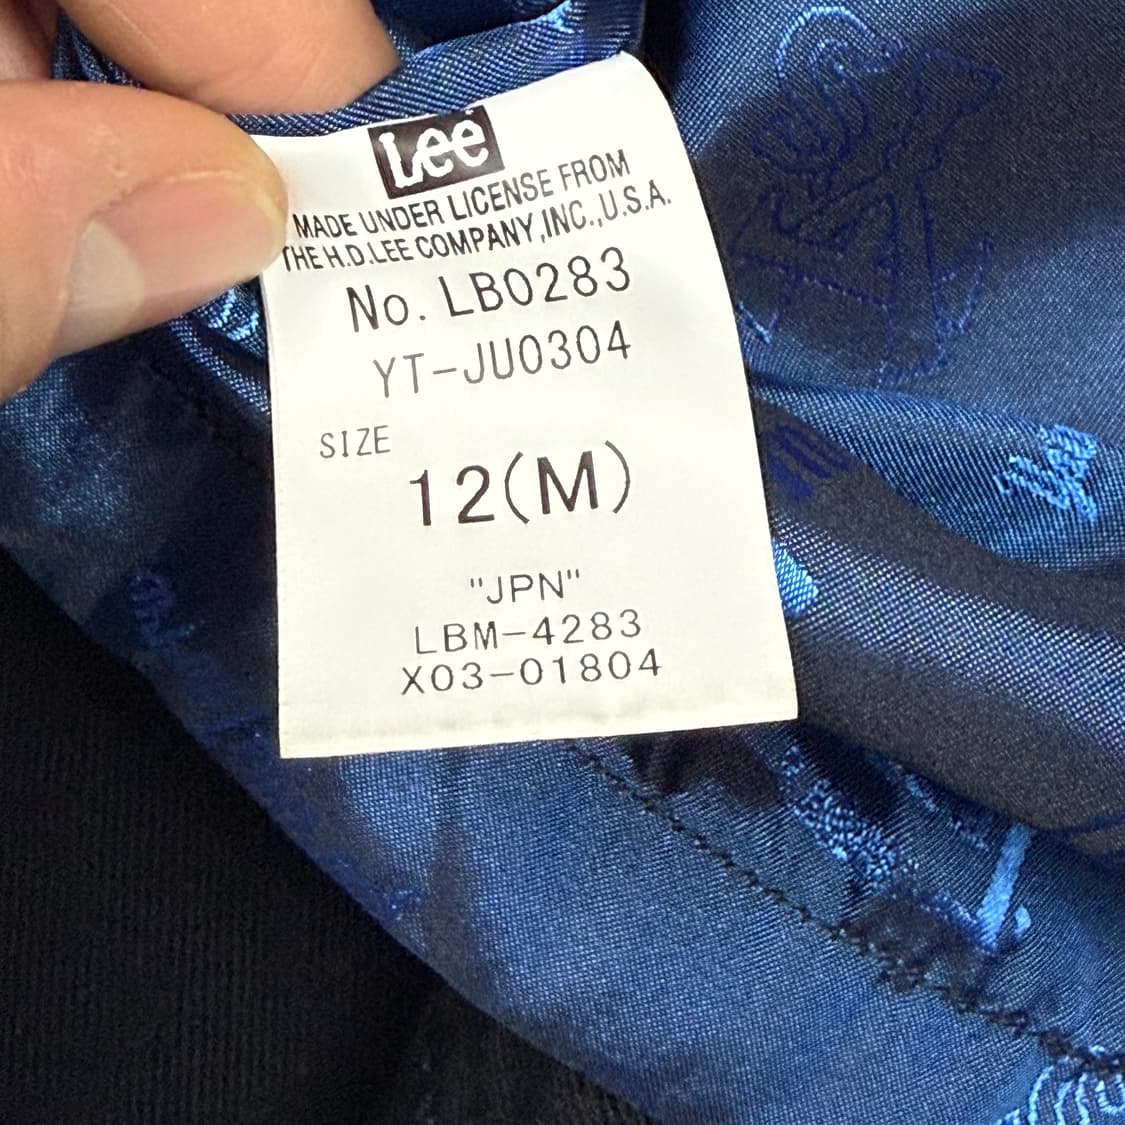 Lee
MADE UNDER LICENSE FROM
THE H.D.LEE COMPANY,INC.,U.S.A.
No. LB0283
YT-JU0304
SIZE
12(M)
"JPN"
LBM-4283
X03-01804